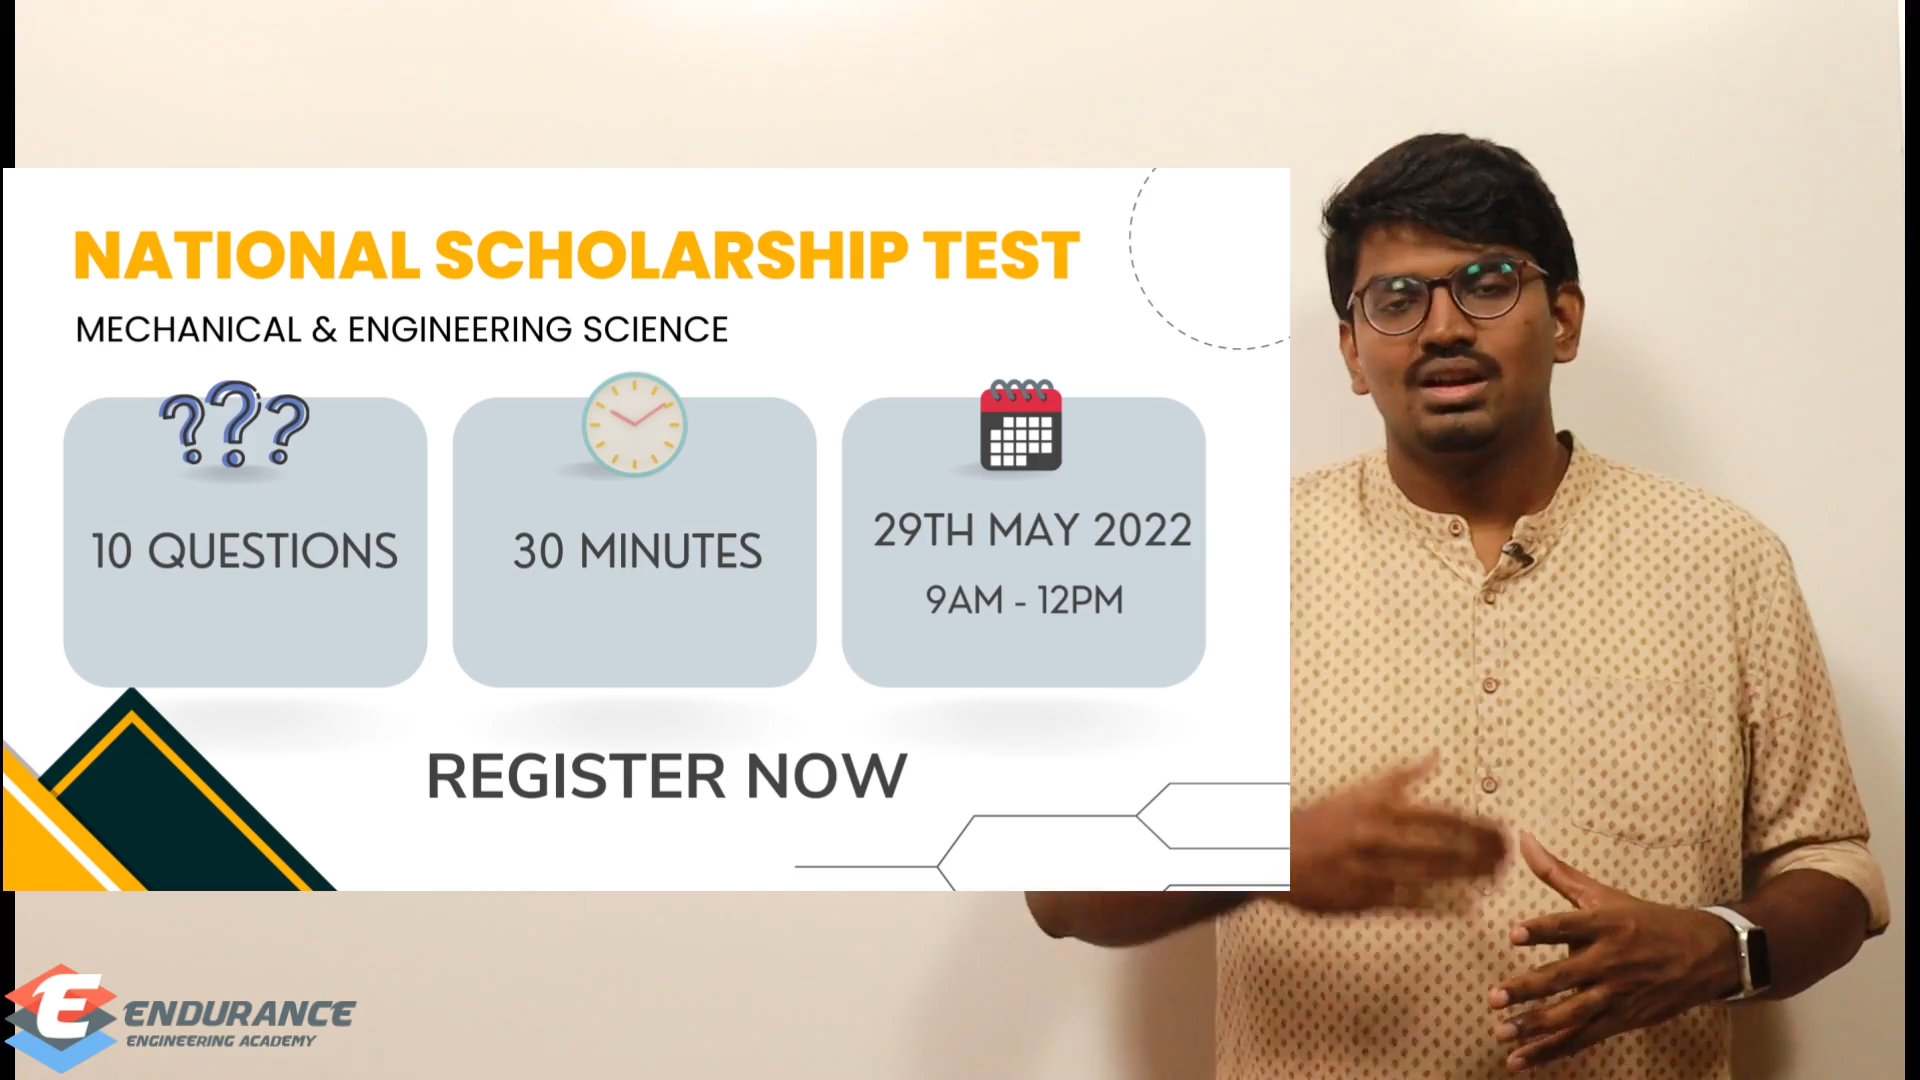 NATIONAL SCHOLARSHIP TEST
MECHANICAL & ENGINEERING SCIENCE
???
10 QUESTIONS
30 MINUTES
29TH MAY 2022
9AM - 12PM
REGISTER NOW
E ENDURANCE
ENGINEERING ACADEMY